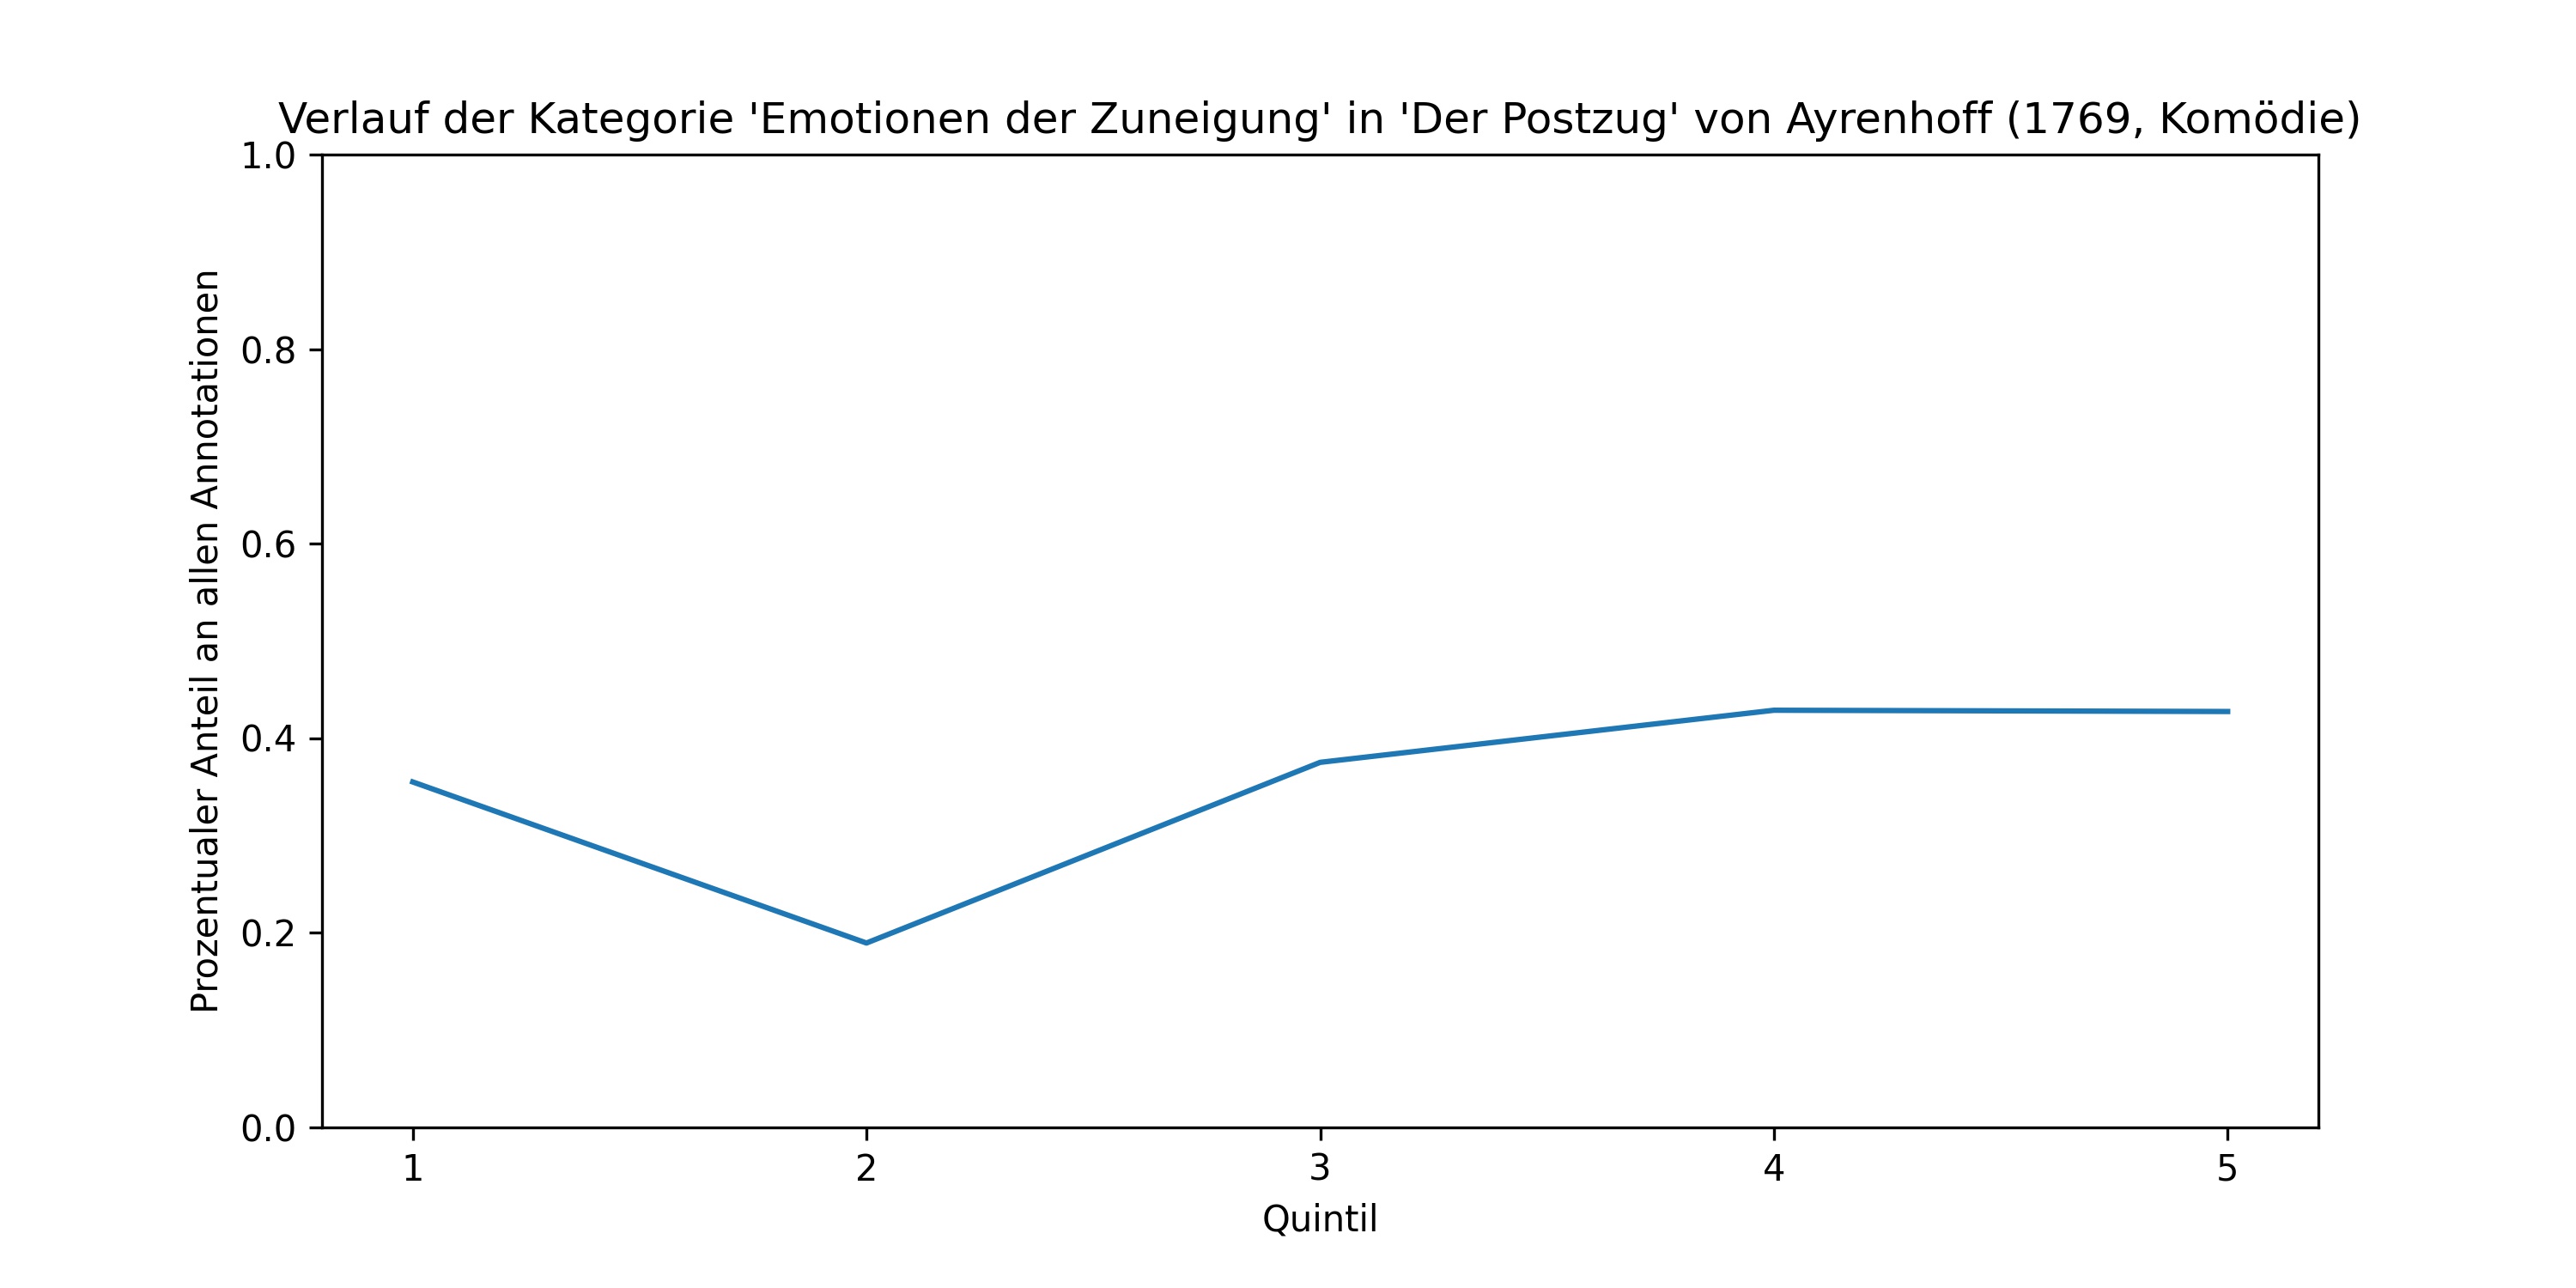 Verlauf der Kategorie 'Emotionen der Zuneigung' in 'Der Postzug' von Ayrenhoff (1769, Komödie)
Prozentualer Anteil an allen Annotationen
1.0
0.8
0.6
0.4
0.2
0.0
1 2 3 4 5
Quintil